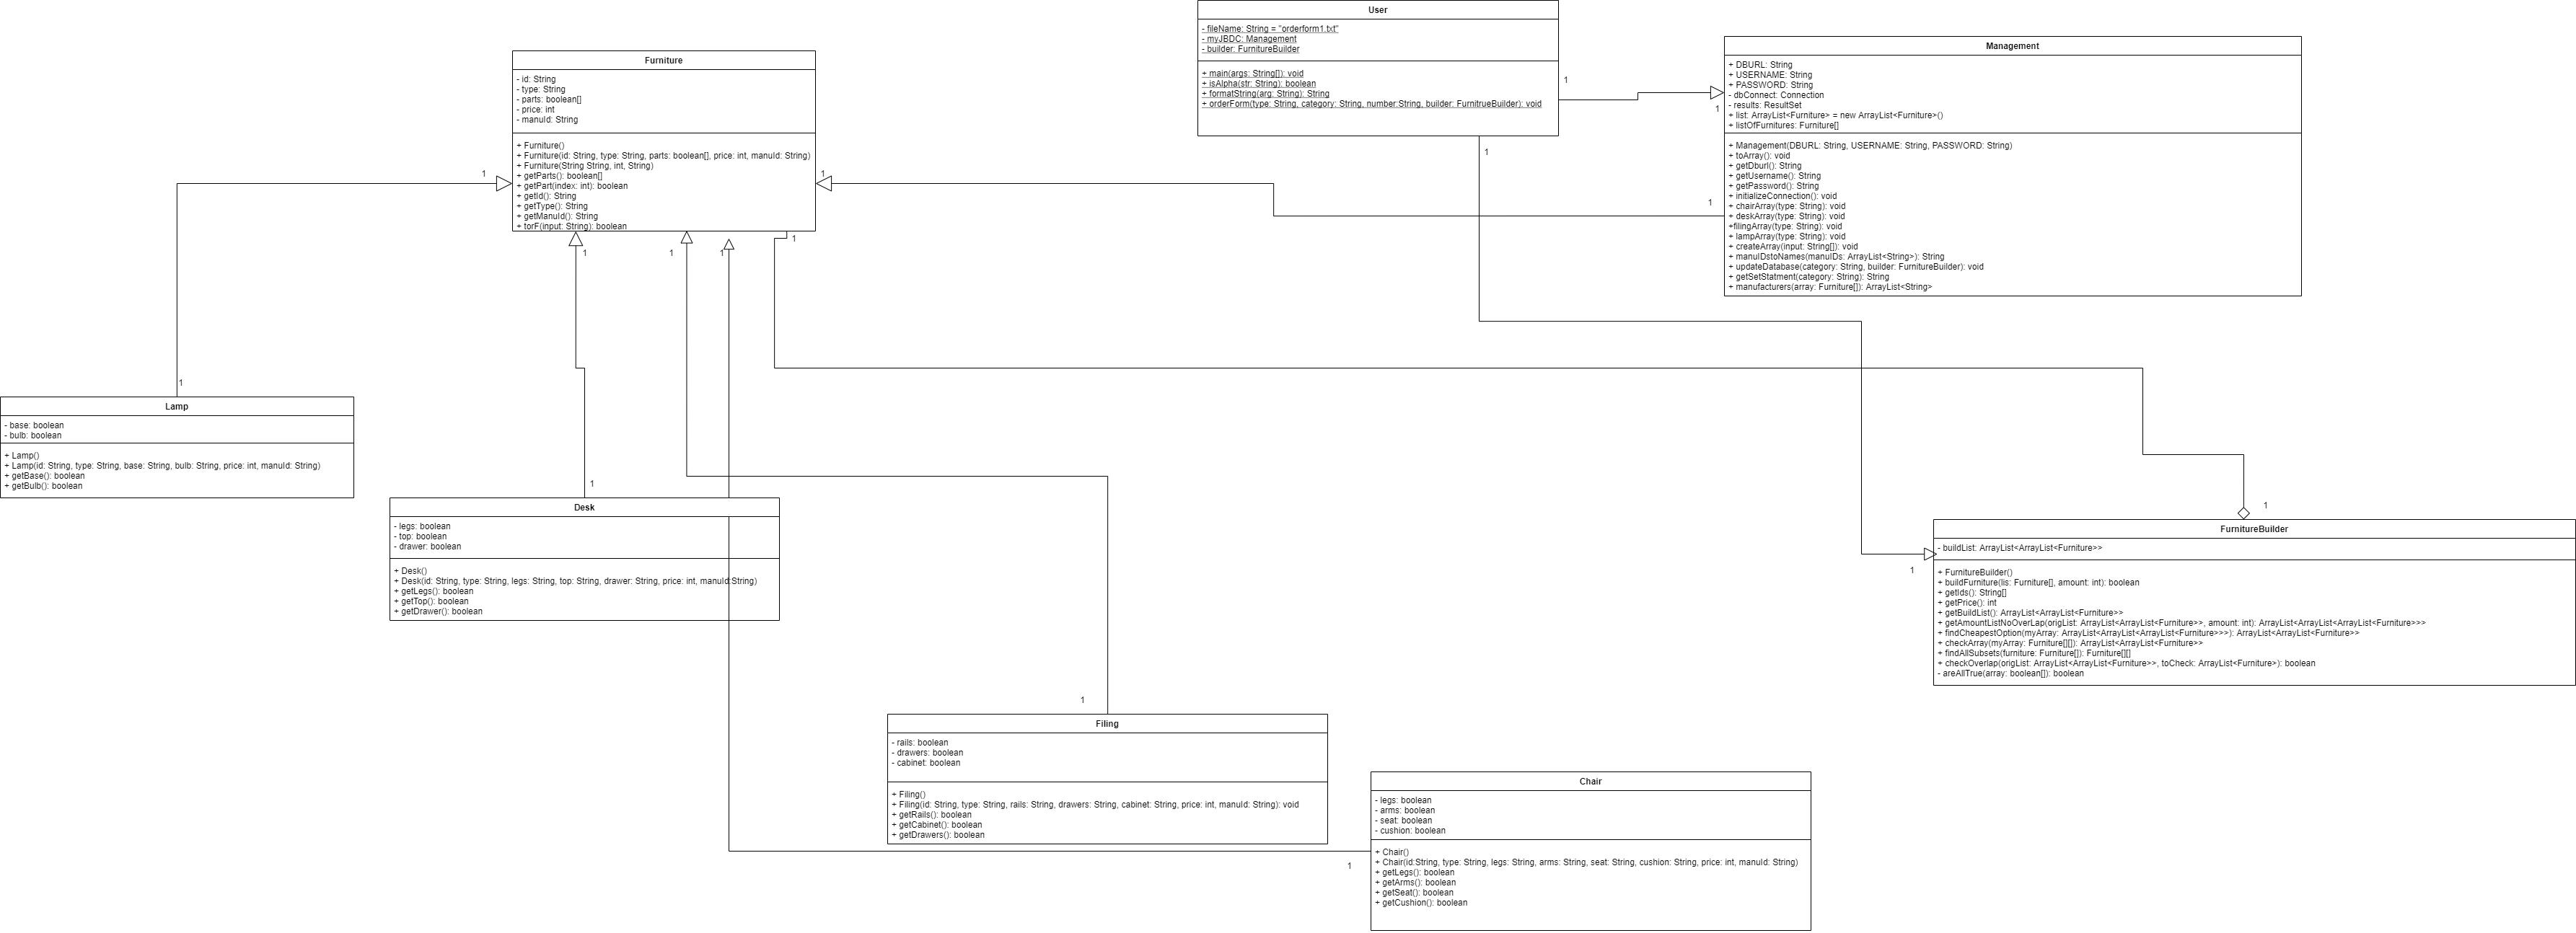 User
- fileName: String = "orderform1.txt"
- myJBDC: Management
- builder: FurnitureBuilder
+ main(args: String[]): void
+ isAlpha(str: String): boolean
+ formatString(arg: String): String
+ orderForm(type: String, category: String, number:String, builder: FurnitrueBuilder): void
1
1
Management
+ DBURL: String
+ USERNAME: String
+ PASSWORD: String
- dbConnect: Connection
- results: ResultSet
+ list: ArrayList<Furniture> = new ArrayList<Furniture>()
+ listOfFurnitures: Furniture[]
+ Management(DBURL: String, USERNAME: String, PASSWORD: String)
+ toArray(): void
+ getDburl(): String
+ getUsername(): String
+ getPassword(): String
+ initializeConnection(): void
+ chairArray(type: String): void
+ deskArray(type: String): void
+filingArray(type: String): void
+ lampArray(type: String): void
+ createArray(input: String[]): void
+ manuIDstoNames(manuIDs: ArrayList<String>): String
+ updateDatabase(category: String, builder: FurnitureBuilder): void
+ getSetStatment(category: String): String
+ manufacturers(array: Furniture[]): ArrayList<String>
1
1
Furniture
- id: String
- type: String
- parts: boolean[]
- price: int
- manuId: String
+ Furniture()
+ Furniture(id: String, type: String, parts: boolean[], price: int, manuId: String)
+ Furniture(String String, int, String)
+ getParts(): boolean[]
+ getPart(index: int): boolean
+ getId(): String
+ getType(): String
+ getManuId(): String
+ torF(input: String): boolean
1
1
1
1
1
1
1
Lamp
- base: boolean
- bulb: boolean
+ Lamp()
+ Lamp(id: String, type: String, base: String, bulb: String, price: int, manuId: String)
+ getBase(): boolean
+ getBulb(): boolean
1
Desk
- legs: boolean
- top: boolean
- drawer: boolean
+ Desk()
+ Desk(id: String, type: String, legs: String, top: String, drawer: String, price: int, manuId:String)
+ getLegs(): boolean
+ getTop(): boolean
+ getDrawer(): boolean
1
1
FurnitureBuilder
- buildList: ArrayList<ArrayList<Furniture>>
+ FurnitureBuilder()
+ buildFurniture(lis: Furniture[], amount: int): boolean
+ getIds(): String[]
+ getPrice(): int
+ getBuildList(): ArrayList<ArrayList<Furniture>>
+ getAmountListNoOverLap(origList: ArrayList<ArrayList<Furniture>>, amount: int): ArrayList<ArrayList<ArrayList<Furniture>>>
+ findCheapestOption(myArray: ArrayList<ArrayList<ArrayList<Furniture>>>): ArrayList<ArrayList<Furniture>>
+ checkArray(myArray: Furniture[][]): ArrayList<ArrayList<Furniture>>
+ findAllSubsets(furniture: Furniture[]): Furniture[][]
+ checkOverlap(origList: ArrayList<ArrayList<Furniture>>, toCheck: ArrayList<Furniture>): boolean
- areAllTrue(array: boolean[]): boolean
1
Filing
- rails: boolean
- drawers: boolean
- cabinet: boolean
+ Filing()
+ Filing(id: String, type: String, rails: String, drawers: String, cabinet: String, price: int, manuId: String): void
+ getRails(): boolean
+ getCabinet(): boolean
+ getDrawers(): boolean
Chair
- legs: boolean
- arms: boolean
- seat: boolean
- cushion: boolean
+ Chair()
+ Chair(id:String, type: String, legs: String, arms: String, seat: String, cushion: String, price: int, manuId: String)
+ getLegs(): boolean
+ getArms(): boolean
+ getSeat(): boolean
+ getCushion(): boolean
1